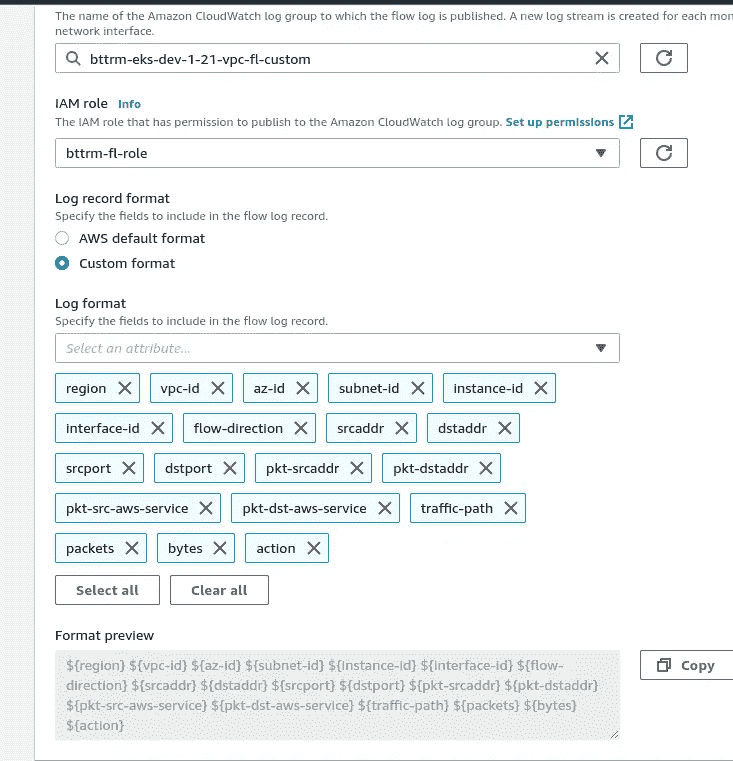 The name of the Amazon CloudWatch log group to which the flow log is published. A new log stream is created for each
network interface.
bttrm-eks-dev-1-21-vpc-fl-custom
IAM role Info
The IAM role that has permission to publish to the Amazon CloudWatch log group. Set up permissions
bttrm-fl-role
Log record format
Specify the fields to include in the flow log record.
AWS default format
Custom format
Log format
Specify the fields to include in the flow log record.
Select an attribute...
region vpc-id az-id subnet-id instance-id
interface-id flow-direction srcaddr dstaddr
srcport dstport pkt-srcaddr pkt-dstaddr
pkt-src-aws-service pkt-dst-aws-service traffic-path
packets bytes action
Select all Clear all
Format preview
${region} ${vpc-id} ${az-id} ${subnet-id} ${instance-id} ${interface-id} ${flow-
direction} ${srcaddr} ${dstaddr} ${srcport} ${dstport} ${pkt-srcaddr} ${pkt-dstaddr}
${pkt-src-aws-service} ${pkt-dst-aws-service} ${traffic-path} ${packets} ${bytes}
${action}
Copy